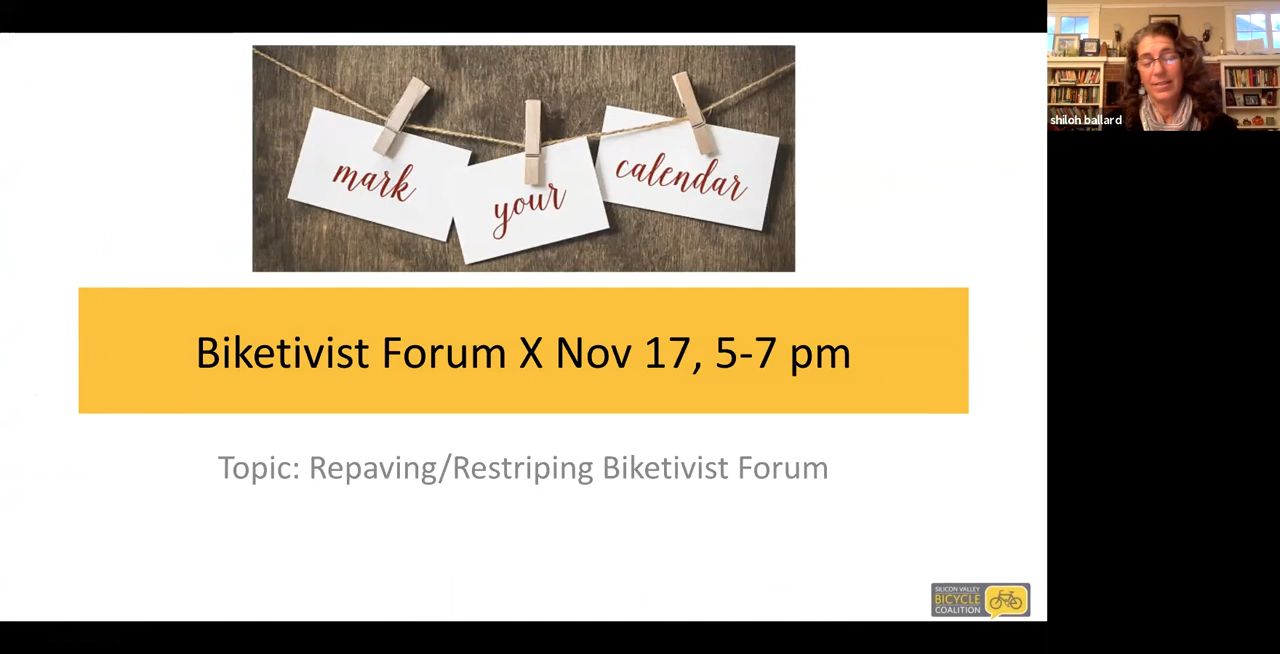 mark
your
calendar
shiloh ballard
Biketivist Forum X Nov 17, 5-7 pm
Topic: Repaving/Restriping Biketivist Forum
SILICON VALLEY
BICYCLE
COALITION